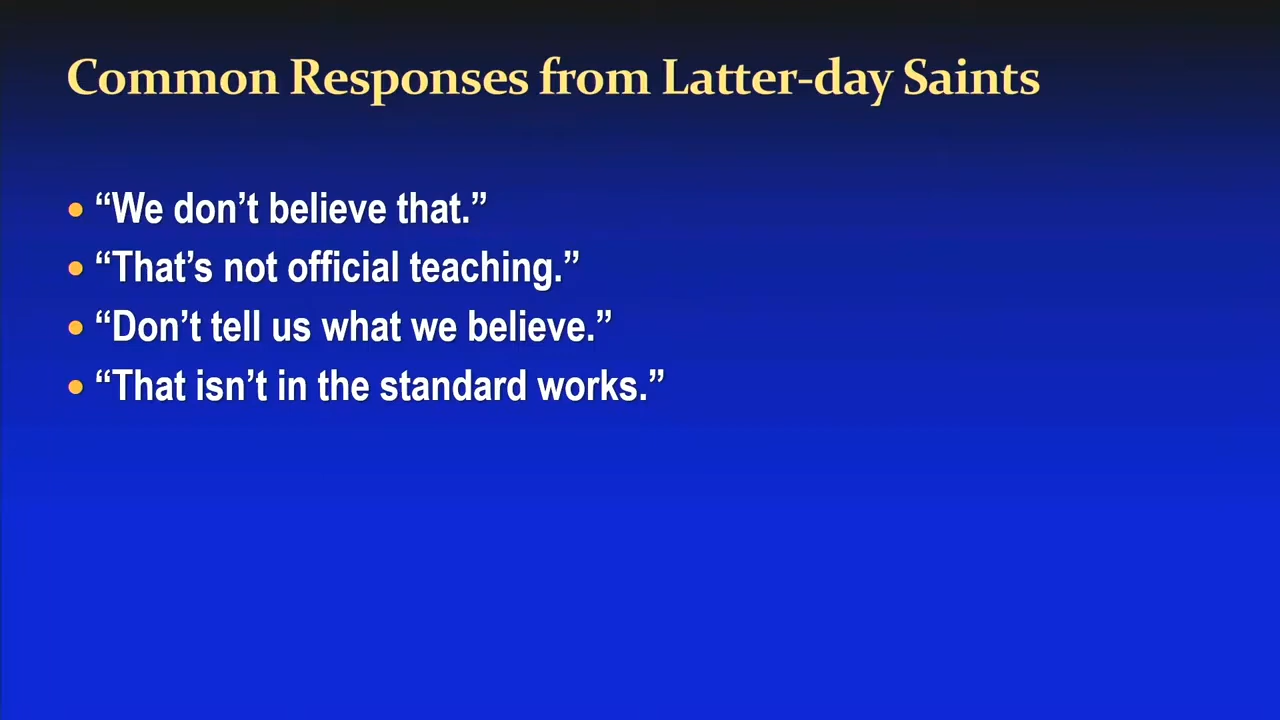 Common Responses from Latter-day Saints
• “We don’t believe that.”
• “That’s not official teaching.”
• “Don’t tell us what we believe.”
• “That isn’t in the standard works.”